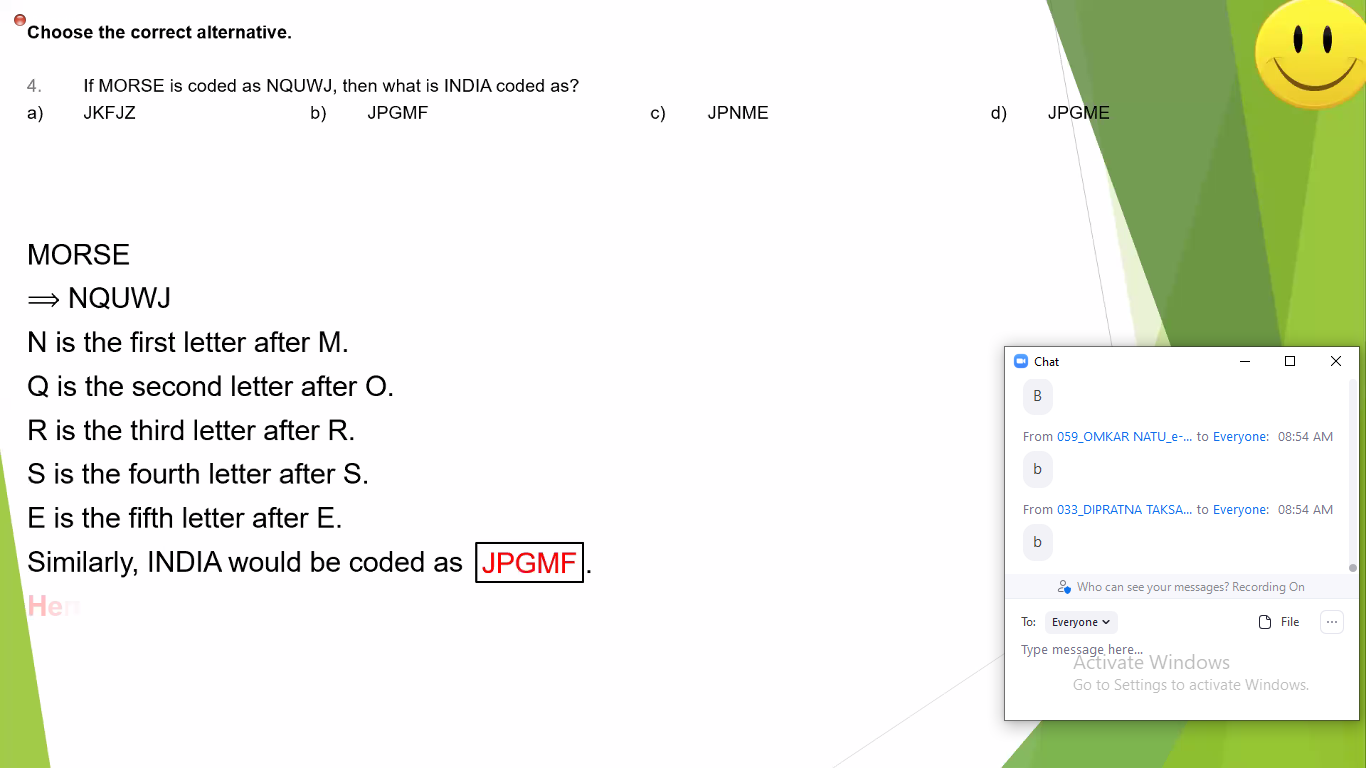 Choose the correct alternative.
4. If MORSE is coded as NQUWJ, then what is INDIA coded as?
a) JKFJZ b) JPGMF c) JPNME d) JPGME
MORSE
⟹ NQUWJ
N is the first letter after M.
Q is the second letter after O.
R is the third letter after R.
S is the fourth letter after S.
E is the fifth letter after E.
Similarly, INDIA would be coded as JPGMF.
Chat
B
From 059_OMKAR NATU_e-... to Everyone: 08:54 AM
b
From 033_DIPRATNA TAKSA... to Everyone: 08:54 AM
b
Who can see your messages? Recording On
To: Everyone File ...
Type message here...
Activate Windows
Go to Settings to activate Windows.